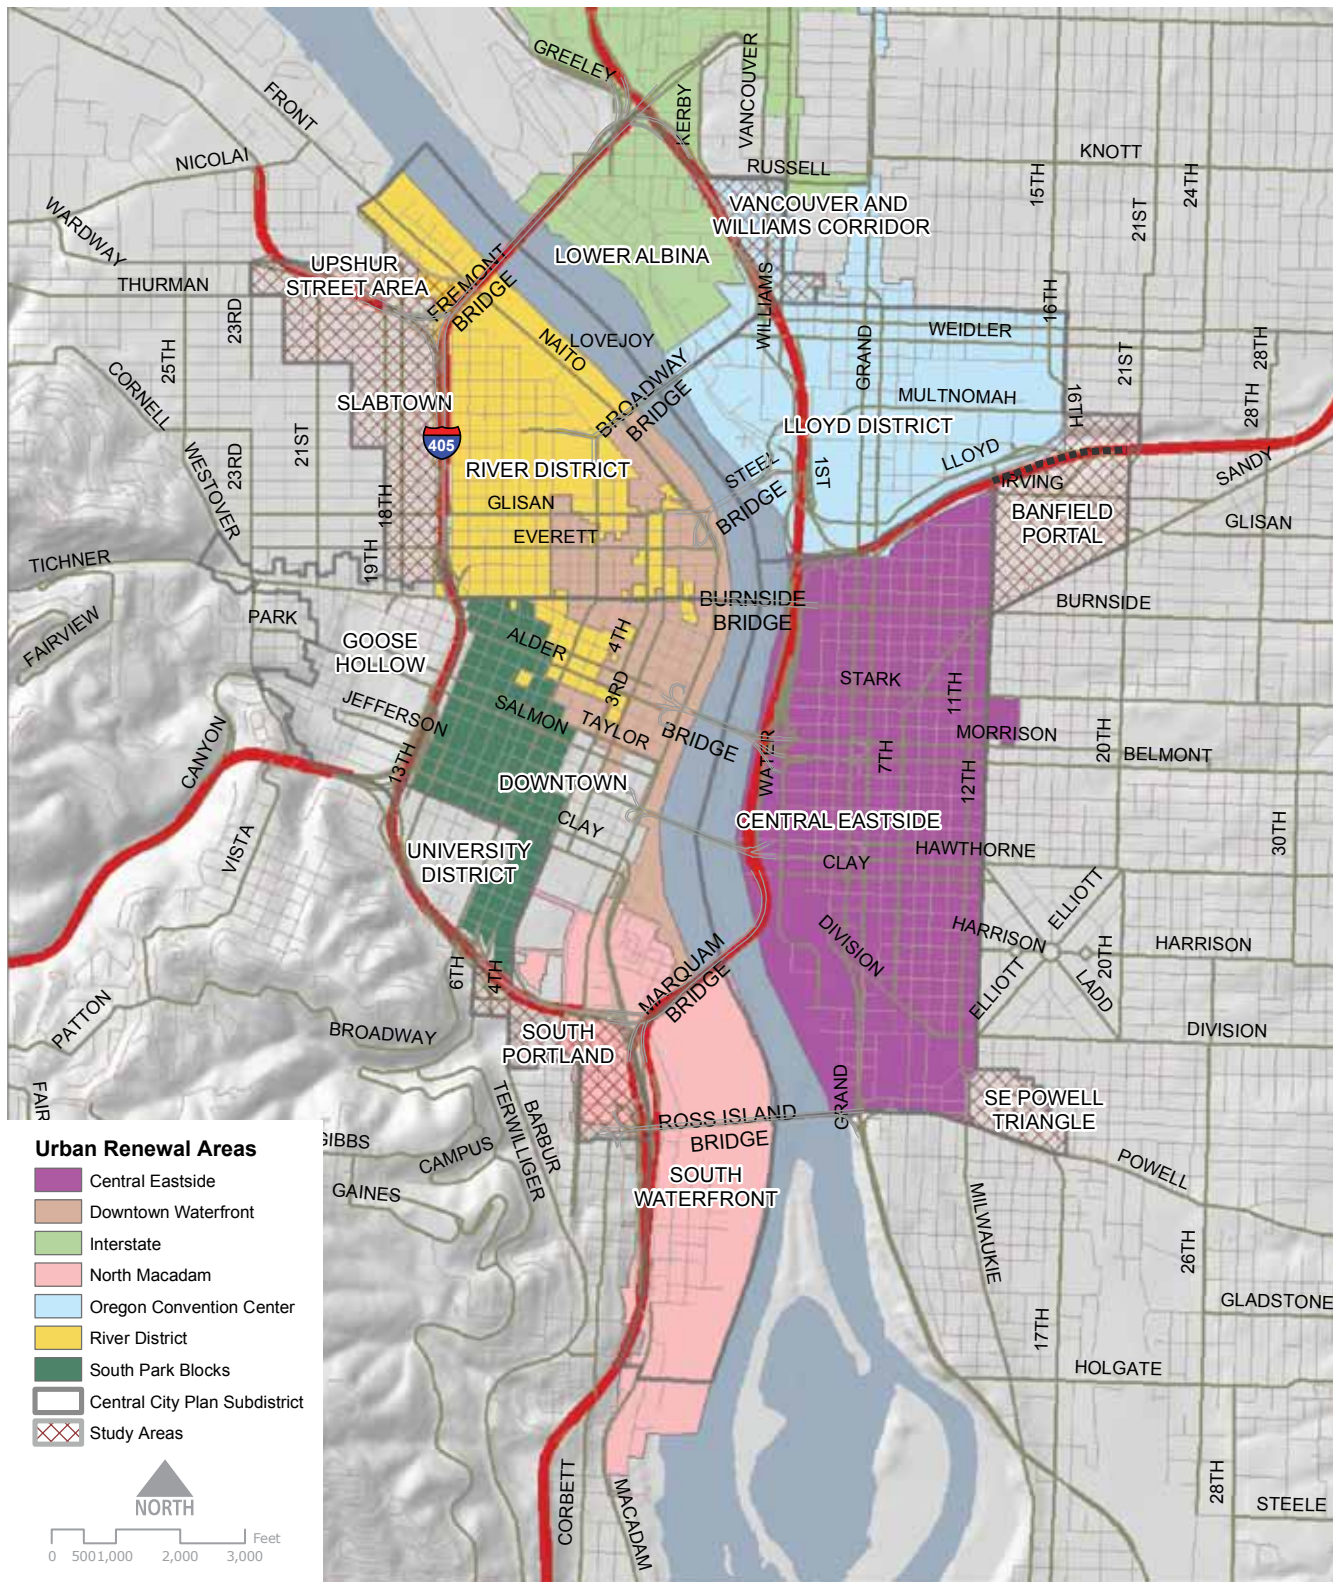 GREELEY
KERBY
VANCOUVER
FRONT
NICOLAI
RUSSELL
KNOTT
15TH
24TH
21ST
WARDWAY
VANCOUVER AND
WILLIAMS CORRIDOR
LOWER ALBINA
UPSHUR
STREET AREA
THURMAN
FREMONT
BRIDGE
WILLIAMS
16TH
23RD
25TH
NAITO
LOVEJOY
GRAND
WEIDLER
21ST
28TH
CORNELL
BROADWAY
BRIDGE
MULTNOMAH
16TH
28TH
SLABTOWN
LLOYD DISTRICT
405
21ST
23RD
WESTOVER
RIVER DISTRICT
STEEL
BRIDGE
1ST
LLOYD
IRVING
SANDY
18TH
GLISAN
BANFIELD
PORTAL
GLISAN
EVERETT
19TH
TICHNER
BURNSIDE
BRIDGE
BURNSIDE
PARK
FAIRVIEW
GOOSE
HOLLOW
ALDER
4TH
3RD
STARK
11TH
JEFFERSON
SALMON
TAYLOR
BRIDGE
MORRISON
20TH
BELMONT
CANYON
13TH
WATER
7TH
12TH
DOWNTOWN
CLAY
CENTRAL EASTSIDE
30TH
VISTA
UNIVERSITY
DISTRICT
CLAY
HAWTHORNE
ELLIOTT
DIVISION
HARRISON
20TH
HARRISON
6TH
4TH
MARQUAM
BRIDGE
ELLIOTT
LADD
PATTON
BROADWAY
SOUTH
PORTLAND
DIVISION
FAIR
TERWILLIGER
BARBUR
ROSS ISLAND
BRIDGE
GRAND
SE POWELL
TRIANGLE
GIBBS
CAMPUS
GAINES
SOUTH
WATERFRONT
POWELL
MILWAUKIE
26TH
GLADSTONE
17TH
HOLGATE
28TH
STEELE
CORBETT
MACADAM
Urban Renewal Areas
Central Eastside
Downtown Waterfront
Interstate
North Macadam
Oregon Convention Center
River District
South Park Blocks
Central City Plan Subdistrict
Study Areas
NORTH
Feet
0 500 1,000 2,000 3,000